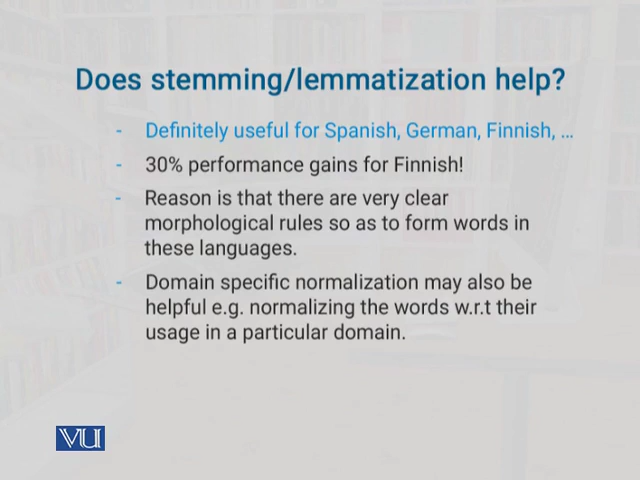 Does stemming/lemmatization help?
- Definitely useful for Spanish, German, Finnish, ...
- 30% performance gains for Finnish!
- Reason is that there are very clear
morphological rules so as to form words in
these languages.
- Domain specific normalization may also be
helpful e.g. normalizing the words w.r.t their
usage in a particular domain.
VU